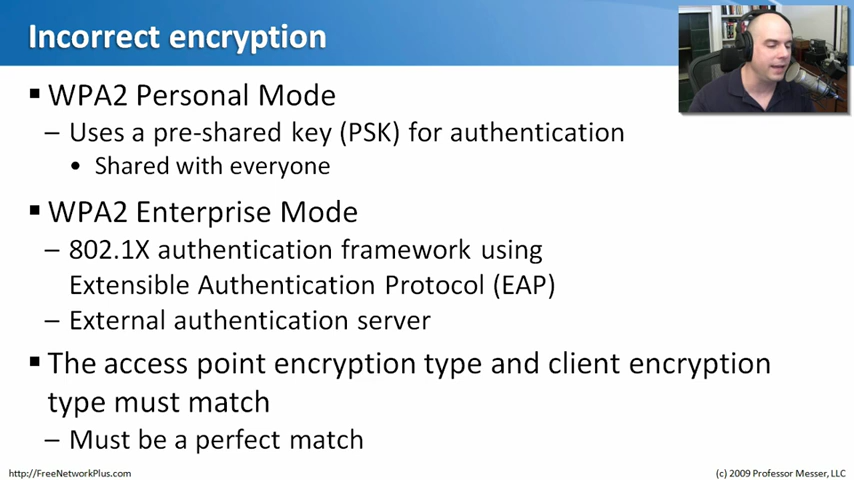 Incorrect encryption
▪ WPA2 Personal Mode
– Uses a pre-shared key (PSK) for authentication
• Shared with everyone
▪ WPA2 Enterprise Mode
– 802.1X authentication framework using
Extensible Authentication Protocol (EAP)
– External authentication server
▪ The access point encryption type and client encryption
type must match
– Must be a perfect match
http://FreeNetworkPlus.com
(c) 2009 Professor Messer, LLC